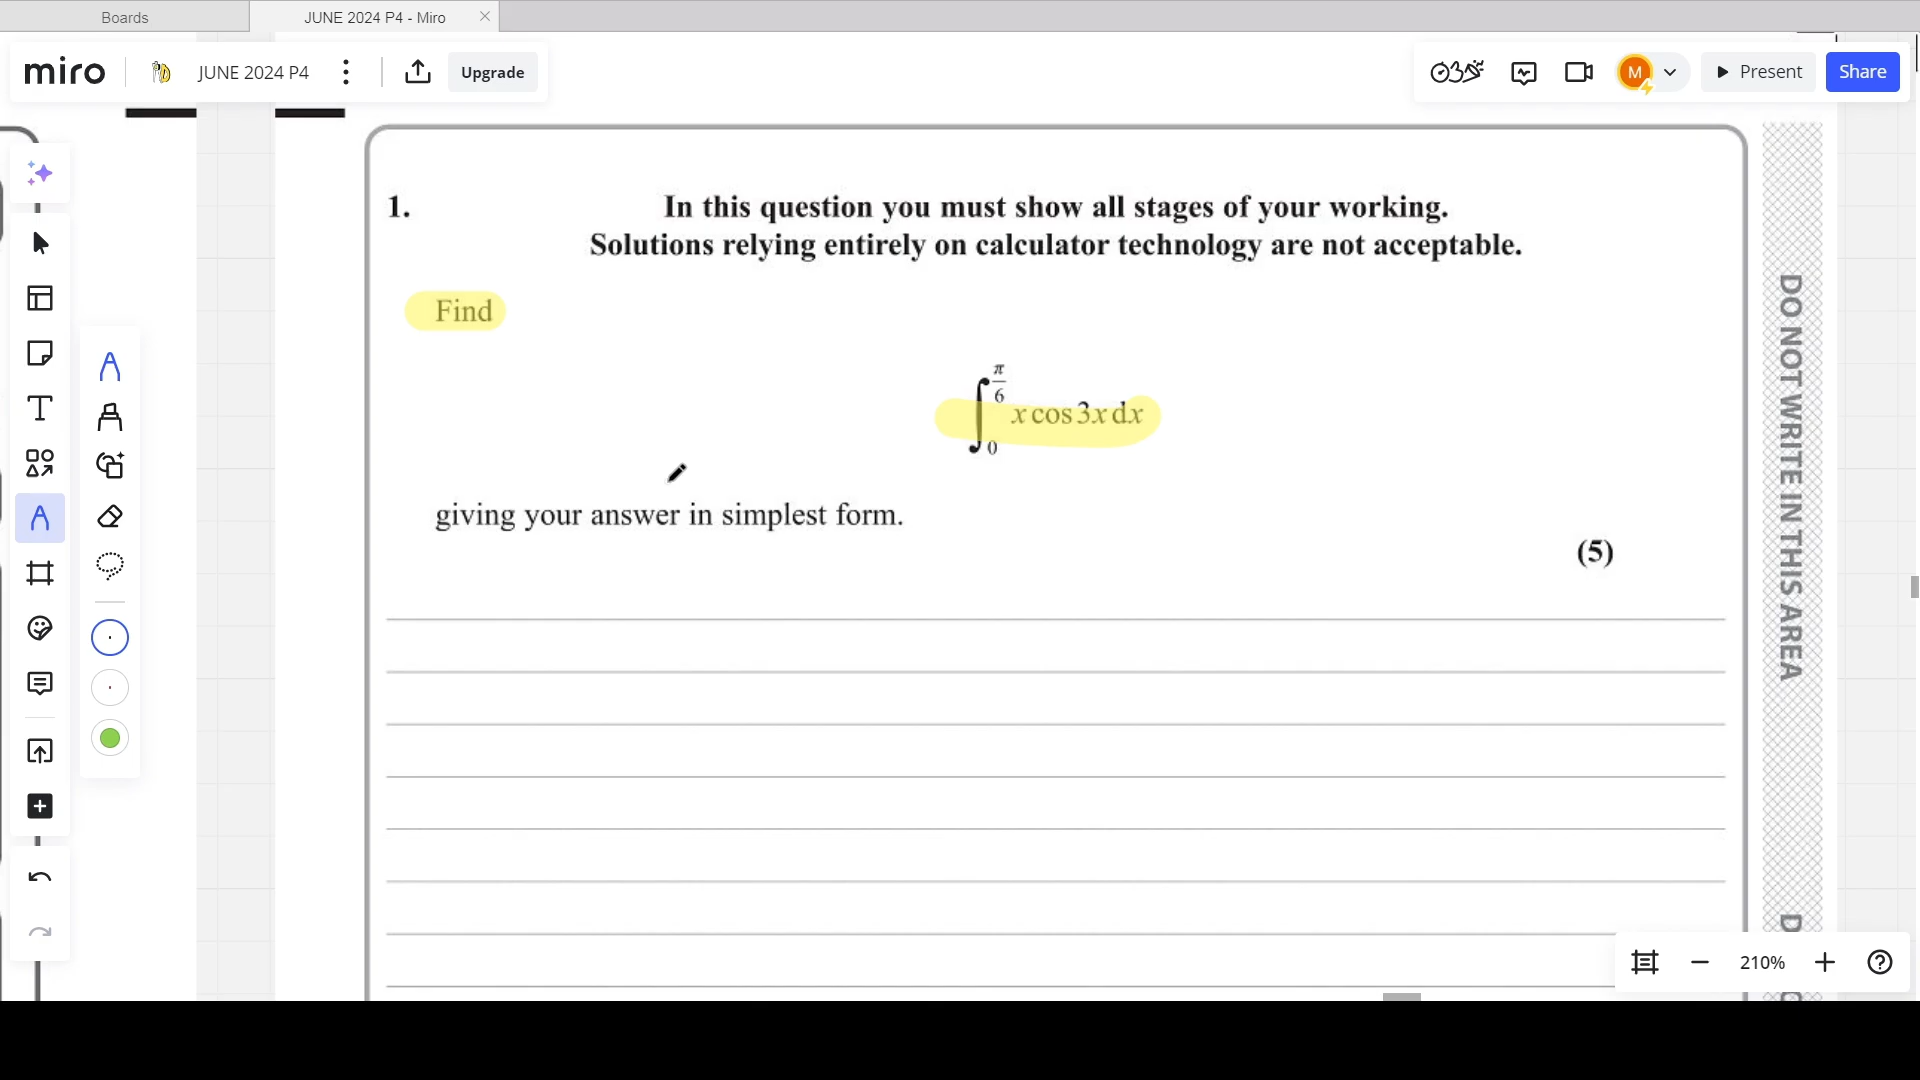 Boards
JUNE 2024 P4 - Miro
miro
JUNE 2024 P4
Upgrade
M
Present
Share
1.
In this question you must show all stages of your working.
Solutions relying entirely on calculator technology are not acceptable.
Find
∫₀^(π/6) x cos 3x dx
giving your answer in simplest form.
(5)
DO NOT WRITE IN THIS AREA
210%